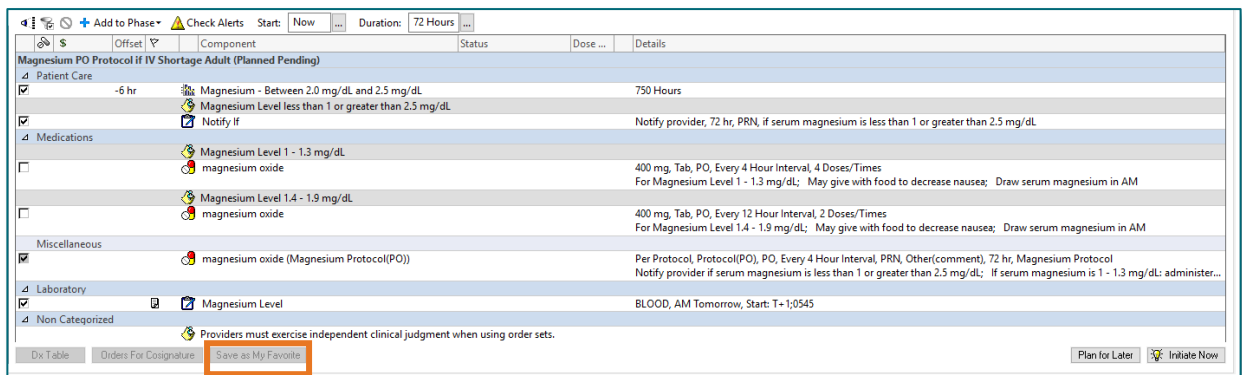 Add to Phase Check Alerts Start: Now ... Duration: 72 Hours ...
$ Offset Component Status Dose ... Details
Magnesium PO Protocol if IV Shortage Adult (Planned Pending)
Patient Care
-6 hr Magnesium - Between 2.0 mg/dL and 2.5 mg/dL 750 Hours
Magnesium Level less than 1 or greater than 2.5 mg/dL
Notify If Notify provider, 72 hr, PRN, if serum magnesium is less than 1 or greater than 2.5 mg/dL
Medications
Magnesium Level 1 - 1.3 mg/dL
magnesium oxide 400 mg, Tab, PO, Every 4 Hour Interval, 4 Doses/Times
For Magnesium Level 1 - 1.3 mg/dL; May give with food to decrease nausea; Draw serum magnesium in AM
Magnesium Level 1.4 - 1.9 mg/dL
magnesium oxide 400 mg, Tab, PO, Every 12 Hour Interval, 2 Doses/Times
For Magnesium Level 1.4 - 1.9 mg/dL; May give with food to decrease nausea; Draw serum magnesium in AM
Miscellaneous
magnesium oxide (Magnesium Protocol(PO)) Per Protocol, Protocol(PO), PO, Every 4 Hour Interval, PRN, Other(comment), 72 hr, Magnesium Protocol
Notify provider if serum magnesium is less than 1 or greater than 2.5 mg/dL; If serum magnesium is 1 - 1.3 mg/dL: administer...
Laboratory
Magnesium Level BLOOD, AM Tomorrow, Start: T+1;0545
Non Categorized
Providers must exercise independent clinical judgment when using order sets.
Dx Table Orders For Cosignature Save as My Favorite Plan for Later Initiate Now